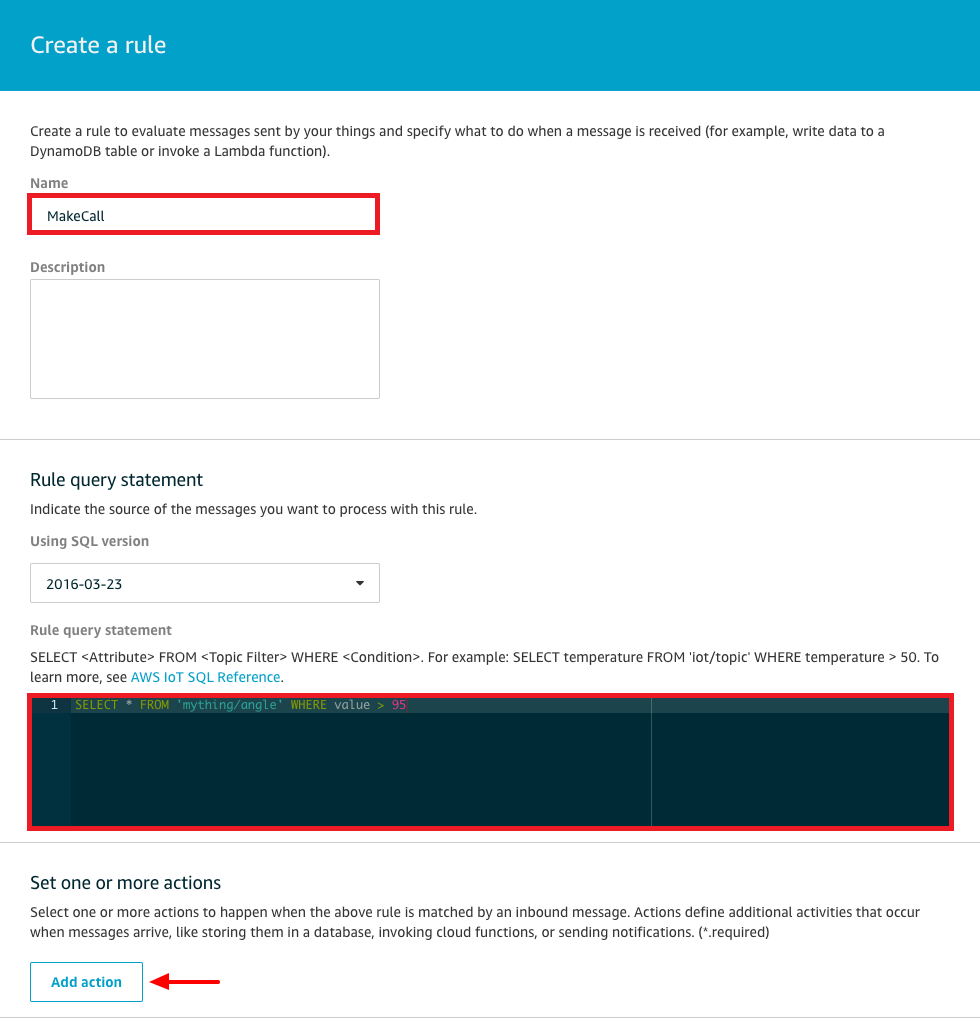 Create a rule
Create a rule to evaluate messages sent by your things and specify what to do when a message is received (for example, write data to a
DynamoDB table or invoke a Lambda function).
Name
MakeCall
Description
Rule query statement
Indicate the source of the messages you want to process with this rule.
Using SQL version
2016-03-23
Rule query statement
SELECT <Attribute> FROM <Topic Filter> WHERE <Condition>. For example: SELECT temperature FROM 'iot/topic' WHERE temperature > 50. To
learn more, see AWS IoT SQL Reference.
1 SELECT * FROM 'mything/angle' WHERE value > 95
Set one or more actions
Select one or more actions to happen when the above rule is matched by an inbound message. Actions define additional activities that occur
when messages arrive, like storing them in a database, invoking cloud functions, or sending notifications. (*.required)
Add action